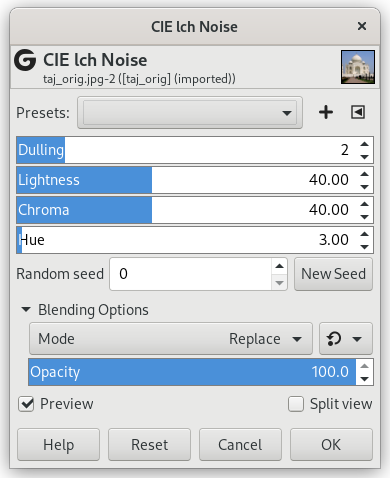 CIE lch Noise
CIE lch Noise
taj_orig.jpg-2 ([taj_orig] (imported))
Presets:
Dulling 2
Lightness 40.00
Chroma 40.00
Hue 3.00
Random seed 0 New Seed
Blending Options
Mode Replace
Opacity 100.0
Preview Split view
Help Reset Cancel OK